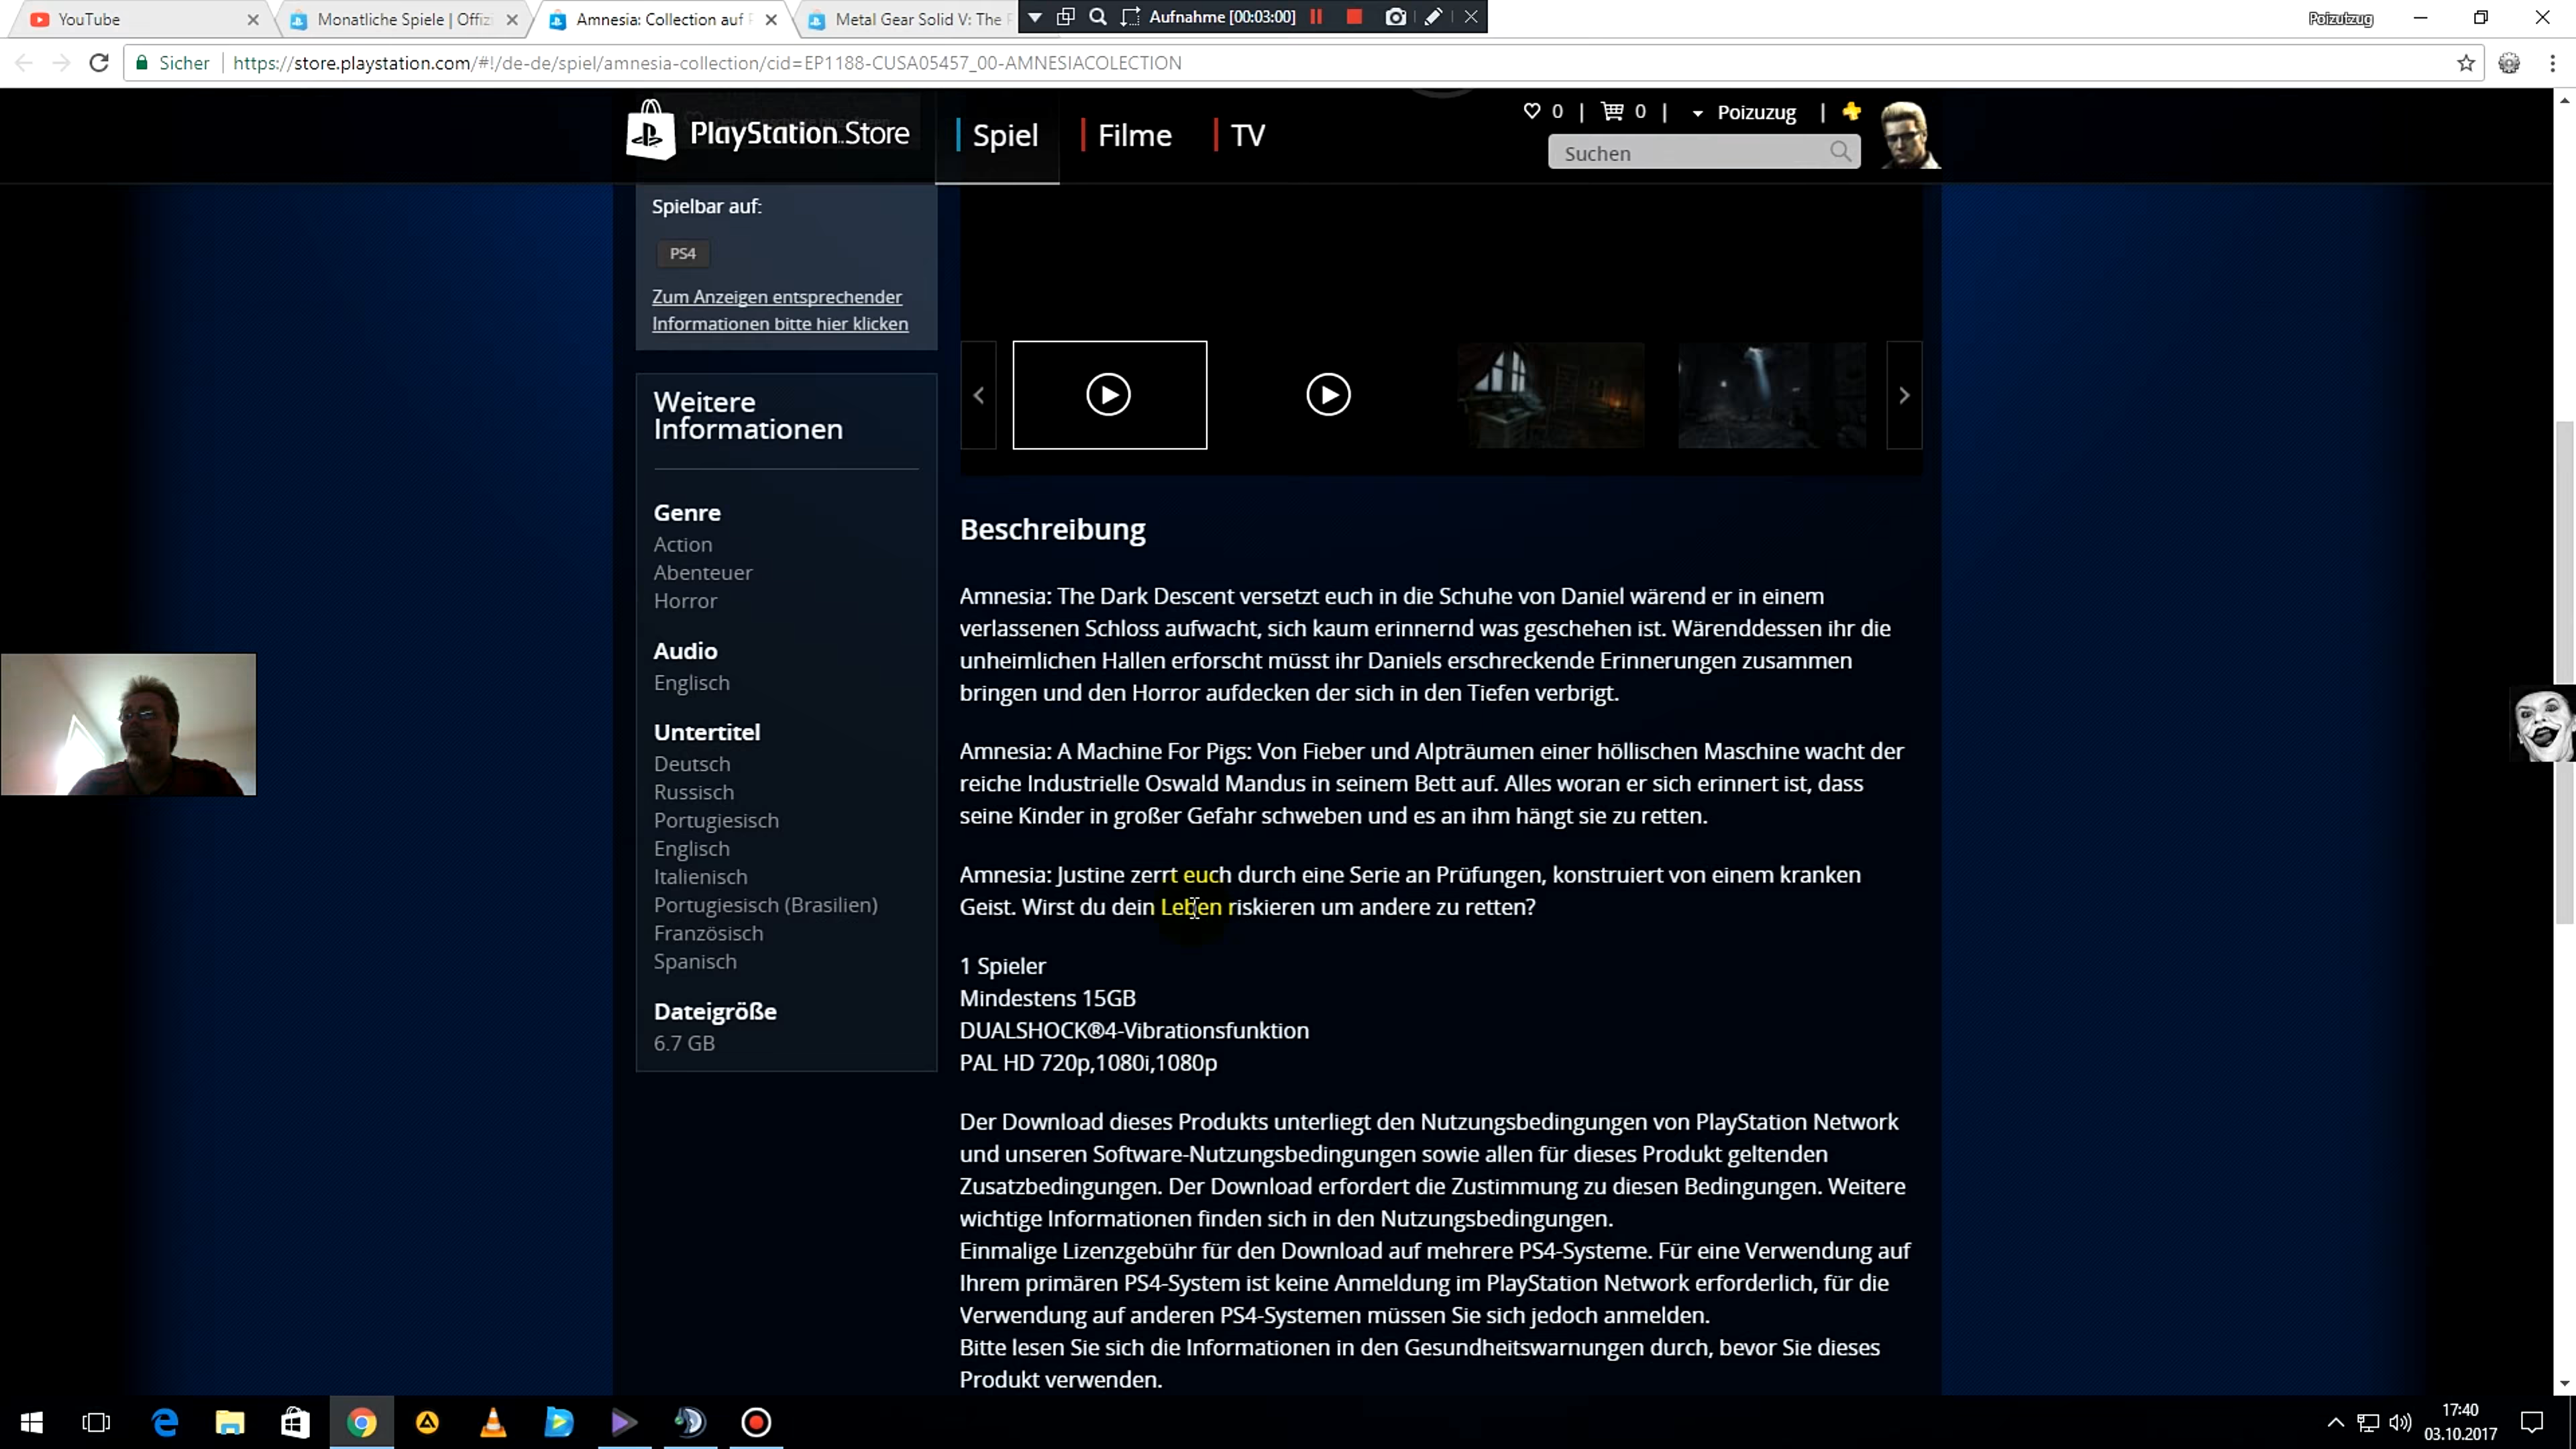 YouTube
Monatliche Spiele | Offizi
Amnesia: Collection auf
Metal Gear Solid V: The
Aufnahme [00:03:00]
Poizutzug
Sicher
https://store.playstation.com/#!/de-de/spiel/amnesia-collection/cid=EP1188-CUSA05457_00-AMNESIACOLECTION
PlayStation Store
Spiel
Filme
TV
0 | 0 | Poizuzug |
Suchen
Spielbar auf:
PS4
Zum Anzeigen entsprechender
Informationen bitte hier klicken
Weitere
Informationen
Genre
Action
Abenteuer
Horror
Audio
Englisch
Untertitel
Deutsch
Russisch
Portugiesisch
Englisch
Italienisch
Portugiesisch (Brasilien)
Französisch
Spanisch
Dateigröße
6.7 GB
Beschreibung
Amnesia: The Dark Descent versetzt euch in die Schuhe von Daniel wärend er in einem
verlassenen Schloss aufwacht, sich kaum erinnernd was geschehen ist. Wärenddessen ihr die
unheimlichen Hallen erforscht müsst ihr Daniels erschreckende Erinnerungen zusammen
bringen und den Horror aufdecken der sich in den Tiefen verbrigt.
Amnesia: A Machine For Pigs: Von Fieber und Alpträumen einer höllischen Maschine wacht der
reiche Industrielle Oswald Mandus in seinem Bett auf. Alles woran er sich erinnert ist, dass
seine Kinder in großer Gefahr schweben und es an ihm hängt sie zu retten.
Amnesia: Justine zerrt euch durch eine Serie an Prüfungen, konstruiert von einem kranken
Geist. Wirst du dein Leben riskieren um andere zu retten?
1 Spieler
Mindestens 15GB
DUALSHOCK®4-Vibrationsfunktion
PAL HD 720p,1080i,1080p
Der Download dieses Produkts unterliegt den Nutzungsbedingungen von PlayStation Network
und unseren Software-Nutzungsbedingungen sowie allen für dieses Produkt geltenden
Zusatzbedingungen. Der Download erfordert die Zustimmung zu diesen Bedingungen. Weitere
wichtige Informationen finden sich in den Nutzungsbedingungen.
Einmalige Lizenzgebühr für den Download auf mehrere PS4-Systeme. Für eine Verwendung auf
Ihrem primären PS4-System ist keine Anmeldung im PlayStation Network erforderlich, für die
Verwendung auf anderen PS4-Systemen müssen Sie sich jedoch anmelden.
Bitte lesen Sie sich die Informationen in den Gesundheitswarnungen durch, bevor Sie dieses
Produkt verwenden.
17:40
03.10.2017